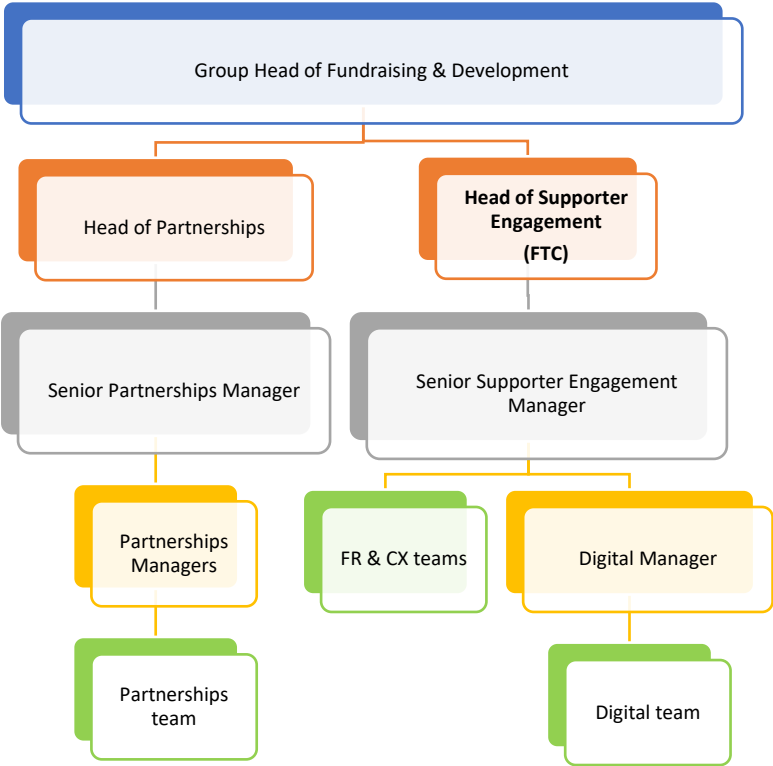 Group Head of Fundraising & Development
Head of Partnerships
Head of Supporter
Engagement
(FTC)
Senior Partnerships Manager
Senior Supporter Engagement
Manager
Partnerships
Managers
FR & CX teams
Digital Manager
Partnerships
team
Digital team